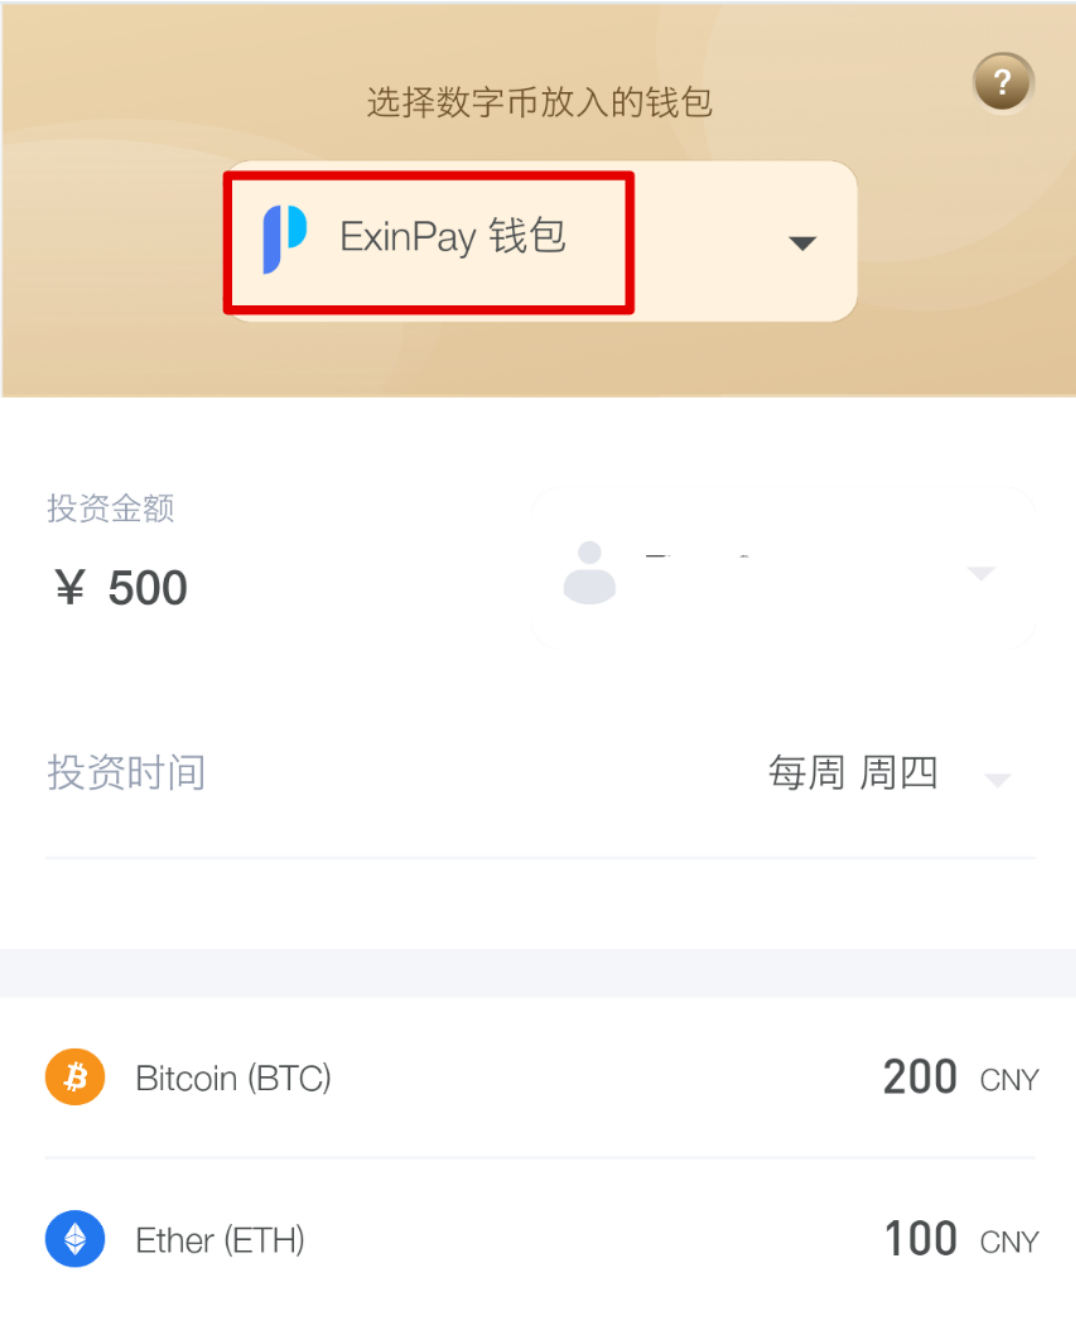 选择数字币放入的钱包
?
ExinPay 钱包
投资金额
¥ 500
投资时间
每周 周四
Bitcoin (BTC)
200 CNY
Ether (ETH)
100 CNY